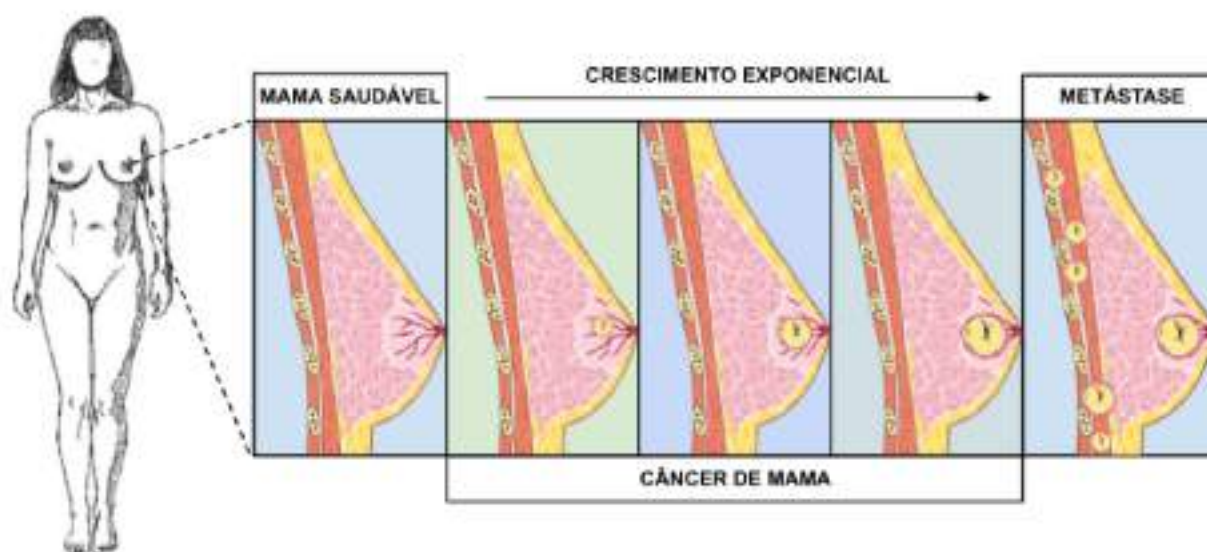 CRESCIMENTO EXPONENCIAL
MAMA SAUDÁVEL
METÁSTASE
CÂNCER DE MAMA